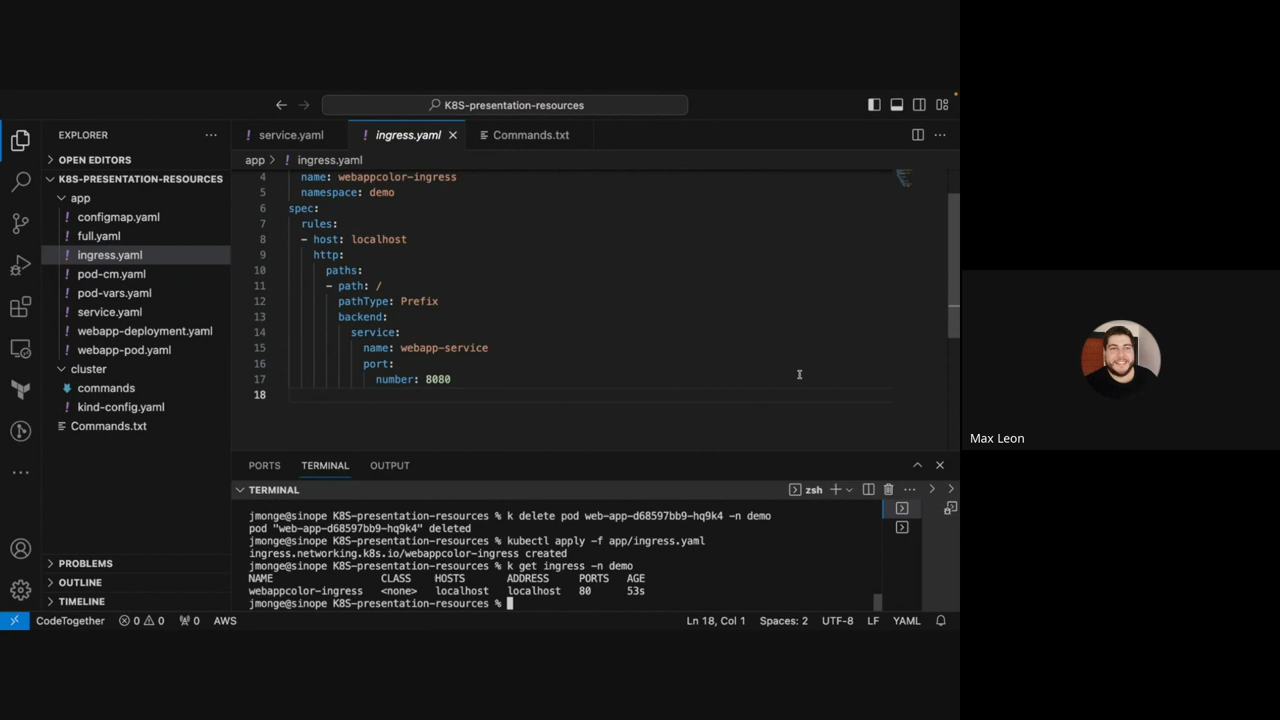 K8S-presentation-resources
EXPLORER
service.yaml
ingress.yaml
Commands.txt
OPEN EDITORS
app > ingress.yaml
K8S-PRESENTATION-RESOURCES
app
configmap.yaml
full.yaml
ingress.yaml
pod-cm.yaml
pod-vars.yaml
service.yaml
webapp-deployment.yaml
webapp-pod.yaml
cluster
commands
kind-config.yaml
Commands.txt
PROBLEMS
OUTLINE
TIMELINE
4 name: webappcolor-ingress
5 namespace: demo
6 spec:
7 rules:
8 - host: localhost
9 http:
10 paths:
11 - path: /
12 pathType: Prefix
13 backend:
14 service:
15 name: webapp-service
16 port:
17 number: 8080
18
PORTS TERMINAL OUTPUT
TERMINAL
zsh
jmonge@sinope K8S-presentation-resources % k delete pod web-app-d68597bb9-hq9k4 -n demo
pod "web-app-d68597bb9-hq9k4" deleted
jmonge@sinope K8S-presentation-resources % kubectl apply -f app/ingress.yaml
ingress.networking.k8s.io/webappcolor-ingress created
jmonge@sinope K8S-presentation-resources % k get ingress -n demo
NAME CLASS HOSTS ADDRESS PORTS AGE
webappcolor-ingress <none> localhost localhost 80 53s
jmonge@sinope K8S-presentation-resources %
CodeTogether 0 0 0 AWS Ln 18, Col 1 Spaces: 2 UTF-8 LF YAML
Max Leon